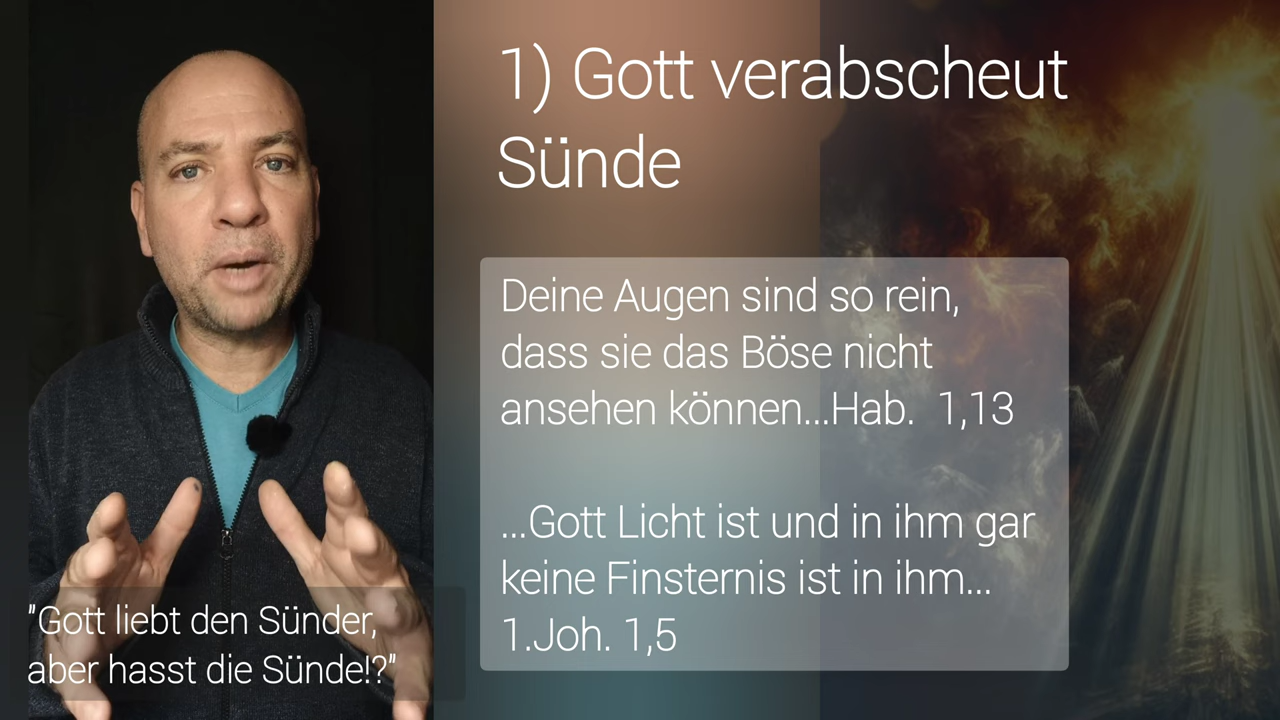 1) Gott verabscheut
Sünde
Deine Augen sind so rein,
dass sie das Böse nicht
ansehen können...Hab. 1,13
...Gott Licht ist und in ihm gar
keine Finsternis ist in ihm...
1.Joh. 1,5
"Gott liebt den Sünder,
aber hasst die Sünde!?"